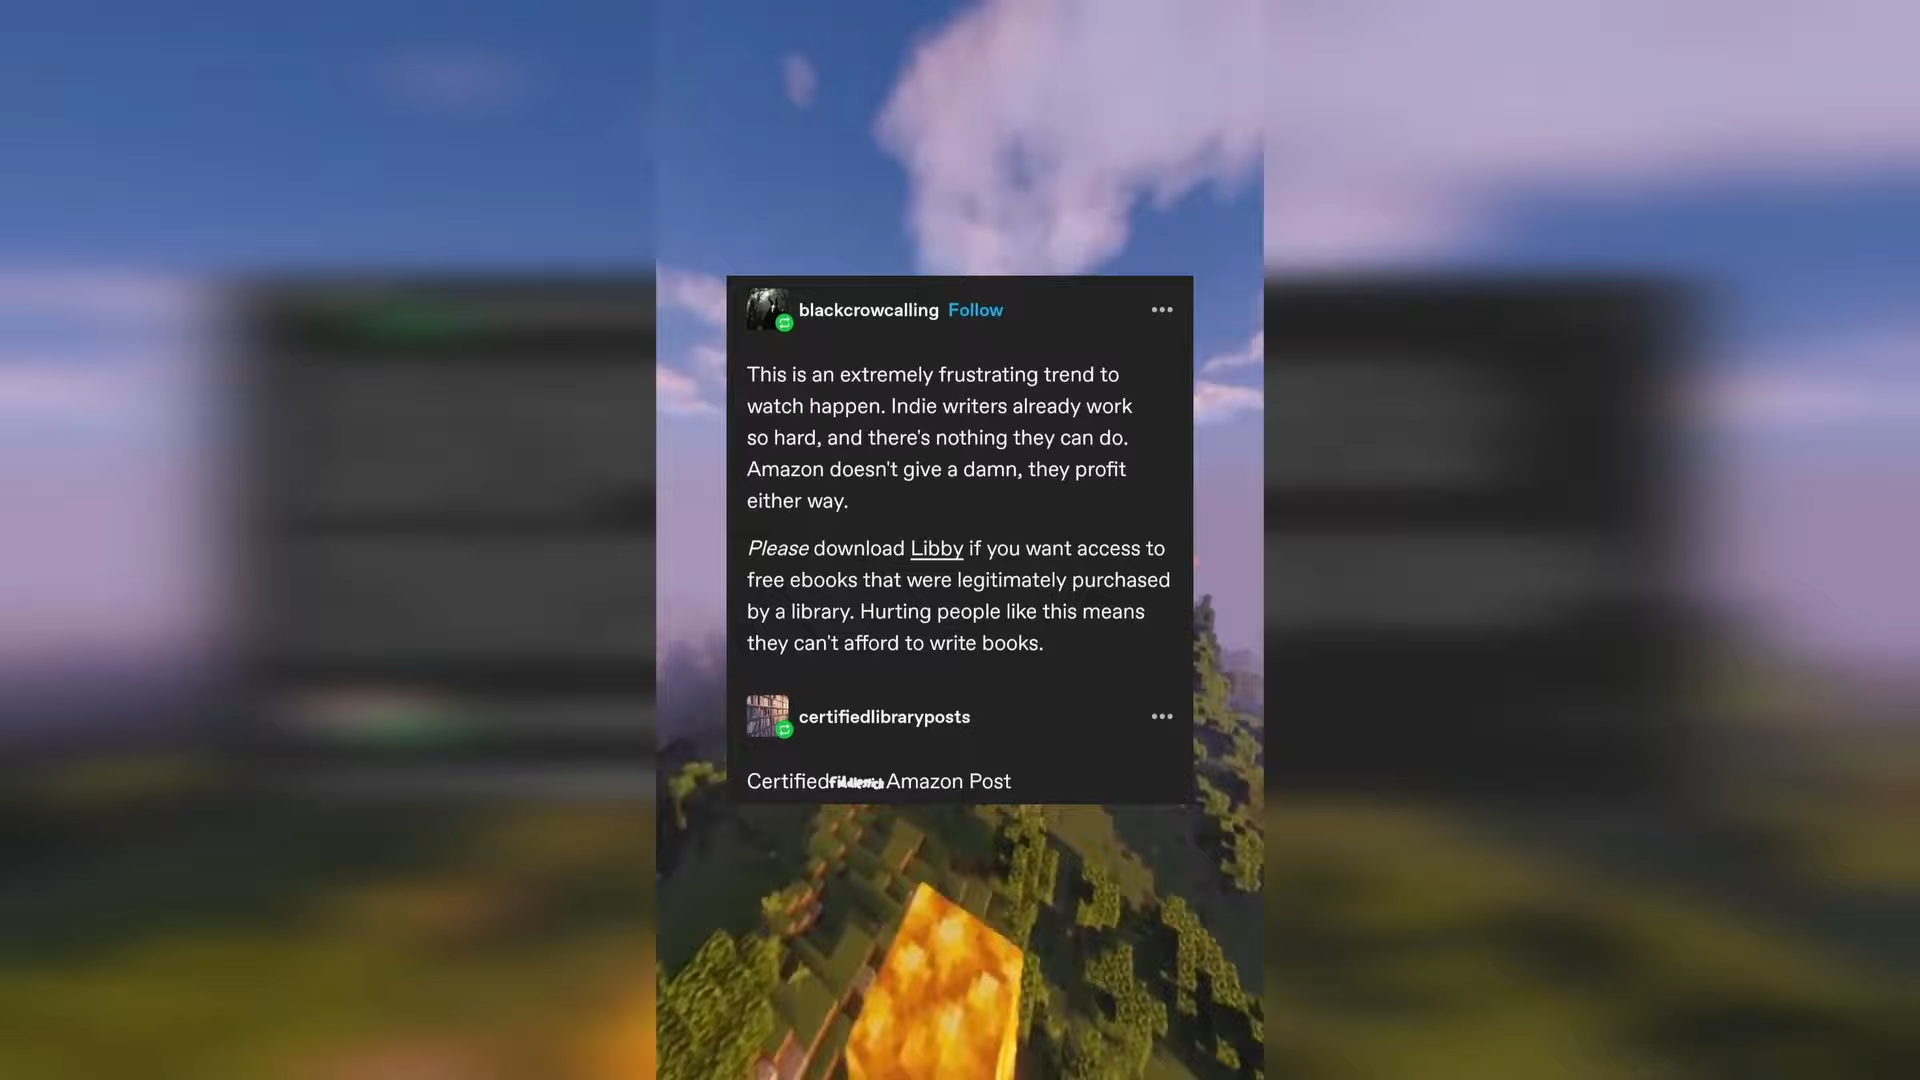 blackcrowcalling Follow
This is an extremely frustrating trend to
watch happen. Indie writers already work
so hard, and there's nothing they can do.
Amazon doesn't give a damn, they profit
either way.
Please download Libby if you want access to
free ebooks that were legitimately purchased
by a library. Hurting people like this means
they can't afford to write books.
certifiedlibraryposts
Certified Fiddlestick Amazon Post